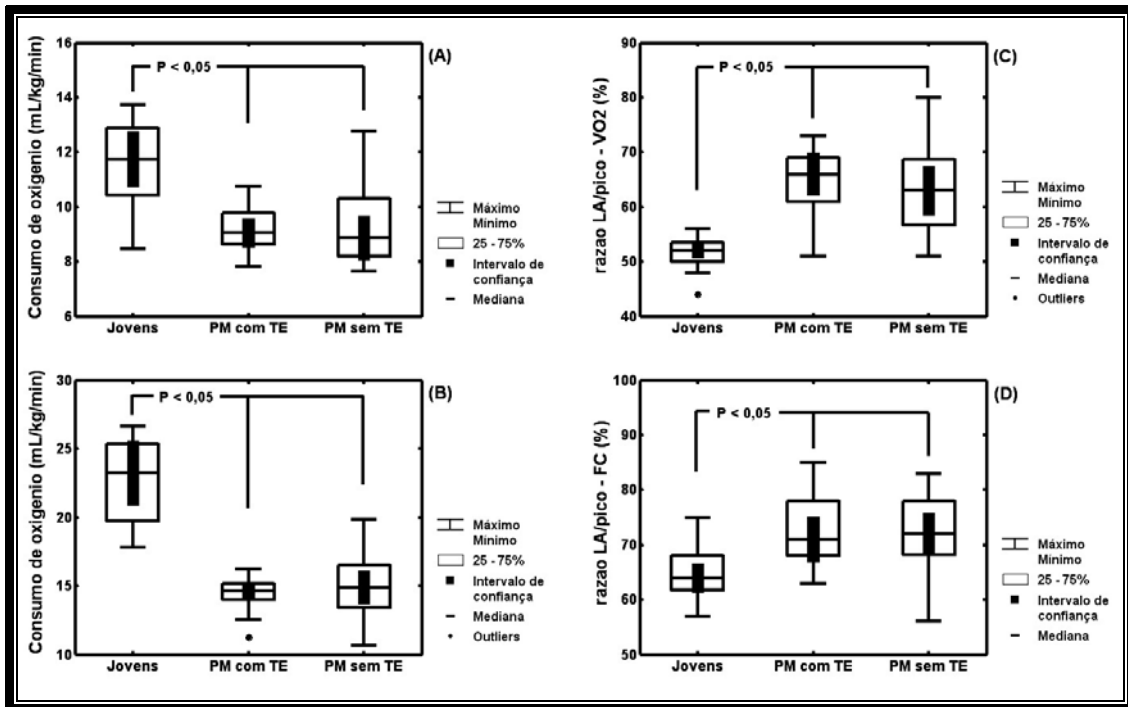 (A)
Consumo de oxigenio (mL/kg/min)
16
14
12
10
8
6
P < 0,05
Jovens PM com TE PM sem TE
Máximo
Mínimo
25 - 75%
Intervalo de
confiança
Mediana
(C)
razao LA/pico - VO2 (%)
90
80
70
60
50
40
P < 0,05
Jovens PM com TE PM sem TE
Máximo
Mínimo
25 - 75%
Intervalo de
confiança
Mediana
Outliers
(B)
Consumo de oxigenio (mL/kg/min)
30
25
20
15
10
P < 0,05
Jovens PM com TE PM sem TE
Máximo
Mínimo
25 - 75%
Intervalo de
confiança
Mediana
Outliers
(D)
razao LA/pico - FC (%)
100
90
80
70
60
50
P < 0,05
Jovens PM com TE PM sem TE
Máximo
Mínimo
25 - 75%
Intervalo de
confiança
Mediana